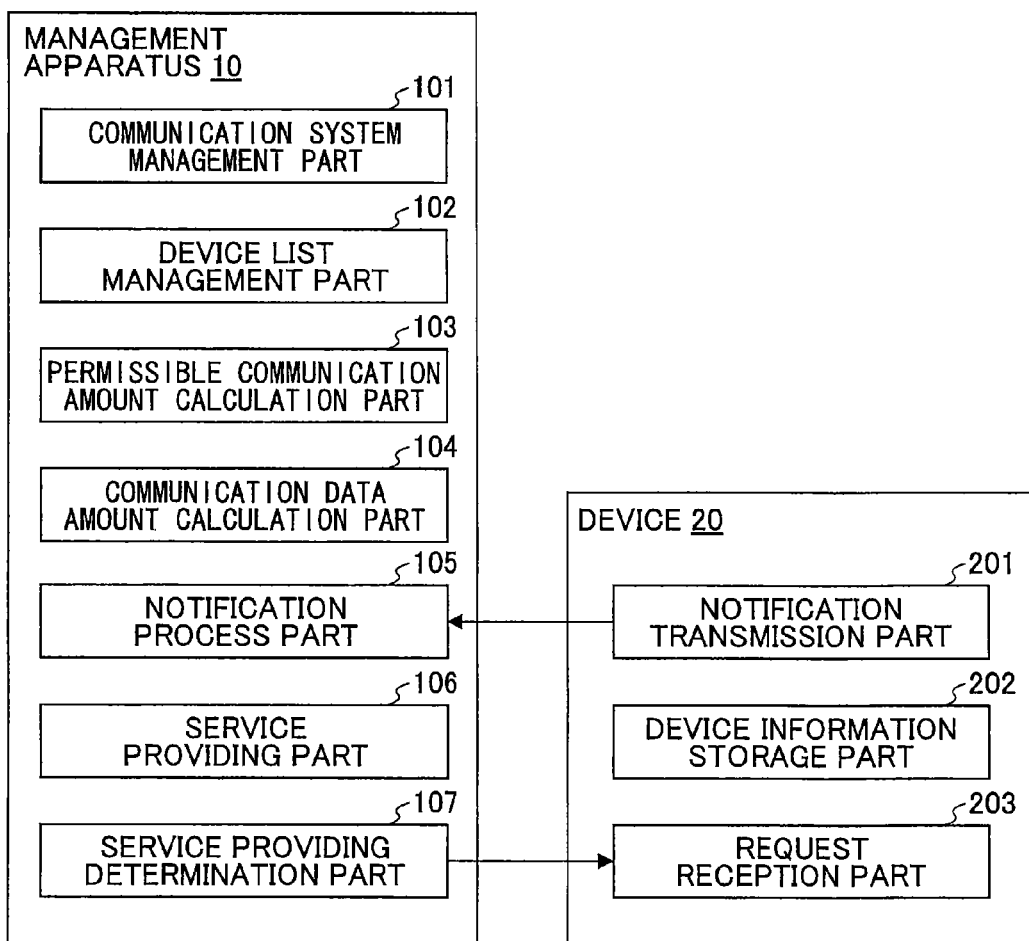 MANAGEMENT
APPARATUS 10
101
COMMUNICATION SYSTEM
MANAGEMENT PART
102
DEVICE LIST
MANAGEMENT PART
103
PERMISSIBLE COMMUNICATION
AMOUNT CALCULATION PART
104
COMMUNICATION DATA
AMOUNT CALCULATION PART
105
NOTIFICATION
PROCESS PART
106
SERVICE
PROVIDING PART
107
SERVICE PROVIDING
DETERMINATION PART
DEVICE 20
201
NOTIFICATION
TRANSMISSION PART
202
DEVICE INFORMATION
STORAGE PART
203
REQUEST
RECEPTION PART